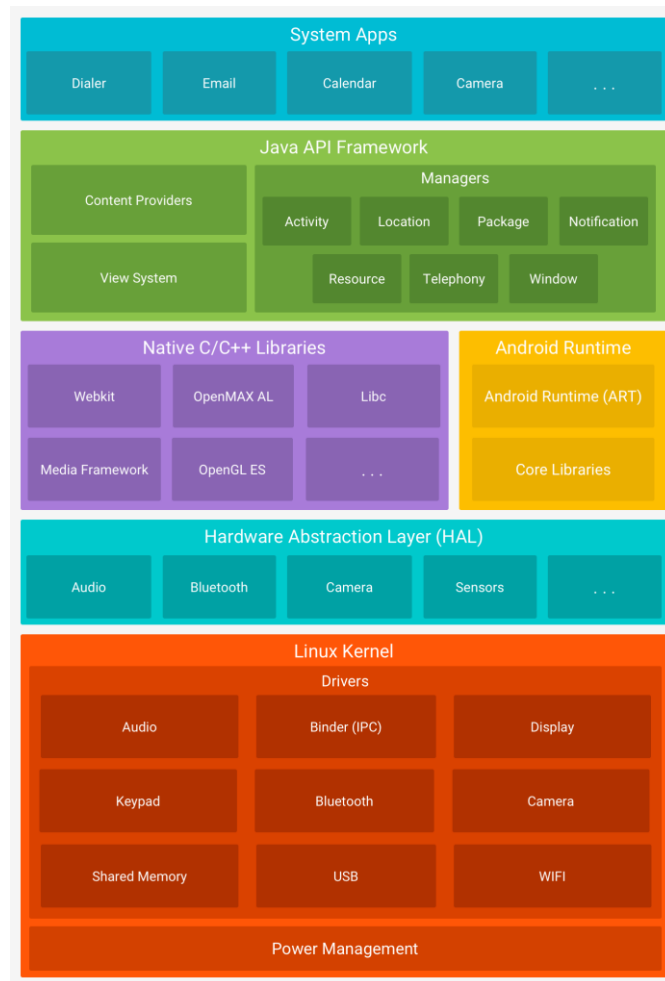 System Apps
Dialer
Email
Calendar
Camera
. . .
Java API Framework
Content Providers
View System
Managers
Activity
Location
Package
Notification
Resource
Telephony
Window
Native C/C++ Libraries
Webkit
OpenMAX AL
Libc
Media Framework
OpenGL ES
. . .
Android Runtime
Android Runtime (ART)
Core Libraries
Hardware Abstraction Layer (HAL)
Audio
Bluetooth
Camera
Sensors
. . .
Linux Kernel
Drivers
Audio
Binder (IPC)
Display
Keypad
Bluetooth
Camera
Shared Memory
USB
WIFI
Power Management